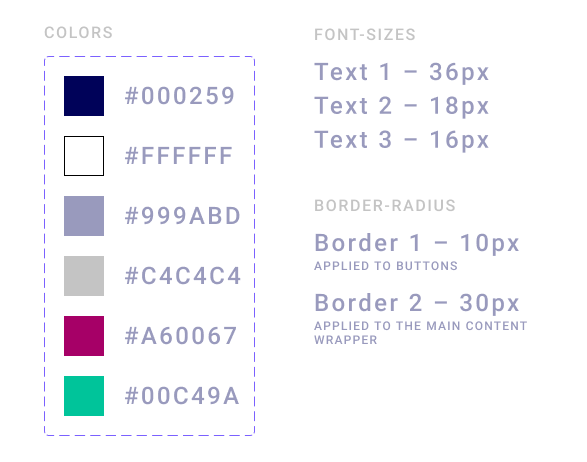 COLORS
#000259
#FFFFFF
#999ABD
#C4C4C4
#A60067
#00C49A
FONT-SIZES
Text 1 – 36px
Text 2 – 18px
Text 3 – 16px
BORDER-RADIUS
Border 1 – 10px
APPLIED TO BUTTONS
Border 2 – 30px
APPLIED TO THE MAIN CONTENT
WRAPPER